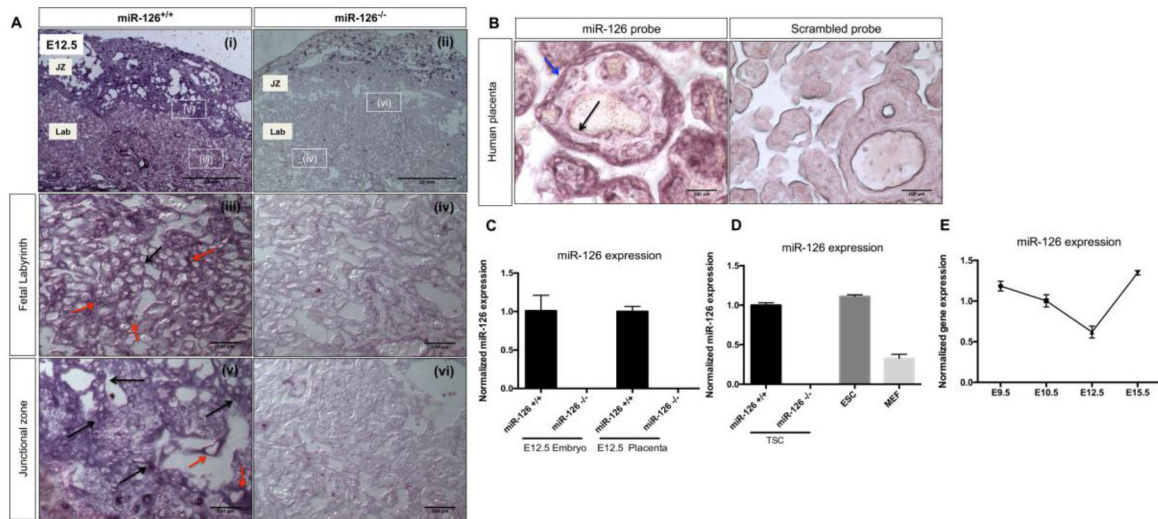 A
miR-126+/+
miR-126-/-
E12.5
(i)
(ii)
JZ
JZ
(v)
(vi)
Lab
Lab
(iii)
(iv)
Fetal Labyrinth
(iii)
(iv)
Junctional zone
(v)
(vi)
B
miR-126 probe
Scrambled probe
Human placenta
C
miR-126 expression
Normalized miR-126 expression
1.5
1.0
0.5
0.0
miR-126 +/+
miR-126 -/-
miR-126 +/+
miR-126 -/-
E12.5 Embryo
E12.5 Placenta
D
miR-126 expression
Normalized miR-126 expression
1.5
1.0
0.5
0.0
miR-126 +/+
miR-126 -/-
ESC
MEF
TSC
E
miR-126 expression
Normalized gene expression
1.5
1.0
0.5
0.0
E9.5
E10.5
E12.5
E15.5